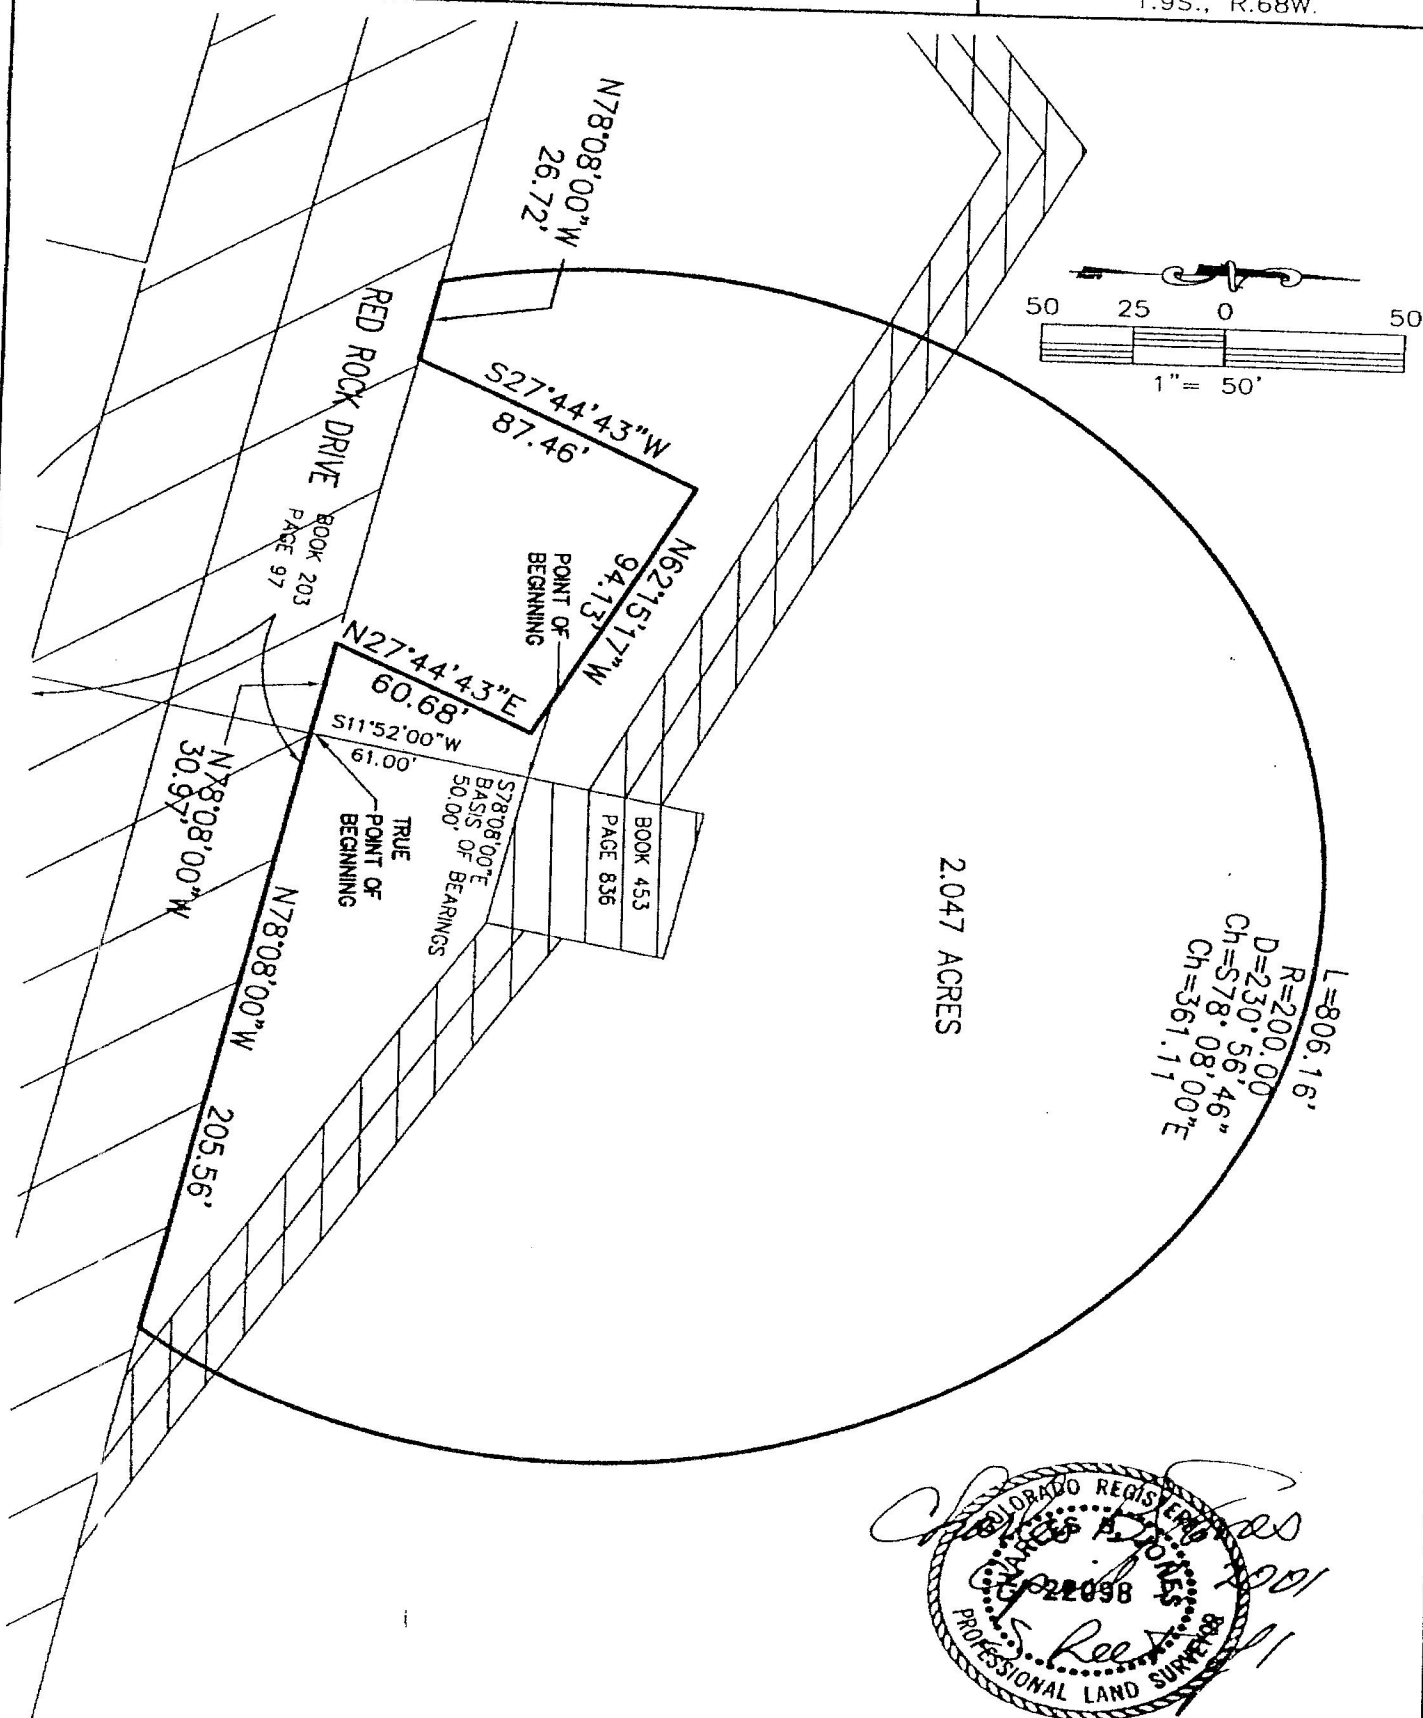 T.9S., R.68W.
N78°08'00"W
26.72'
50 25 0 50
1"= 50'
RED ROCK DRIVE
BOOK 203
PAGE 97
S27°44'43"W
87.46'
N62°15'17"W
94.13'
POINT OF
BEGINNING
N27°44'43"E
60.68'
S11°52'00"W
61.00'
S78°08'00"E
BASIS OF BEARINGS
50.00'
TRUE
POINT OF
BEGINNING
N78°08'00"W
30.97'
BOOK 453
PAGE 836
N78°08'00"W 205.56'
2.047 ACRES
L=806.16'
R=200.00
D=230° 56' 46"
Ch=S78° 08' 00"E
Ch=361.11
COLORADO REGISTERED
CHARLES B. JONES
22098
PROFESSIONAL LAND SURVEYOR